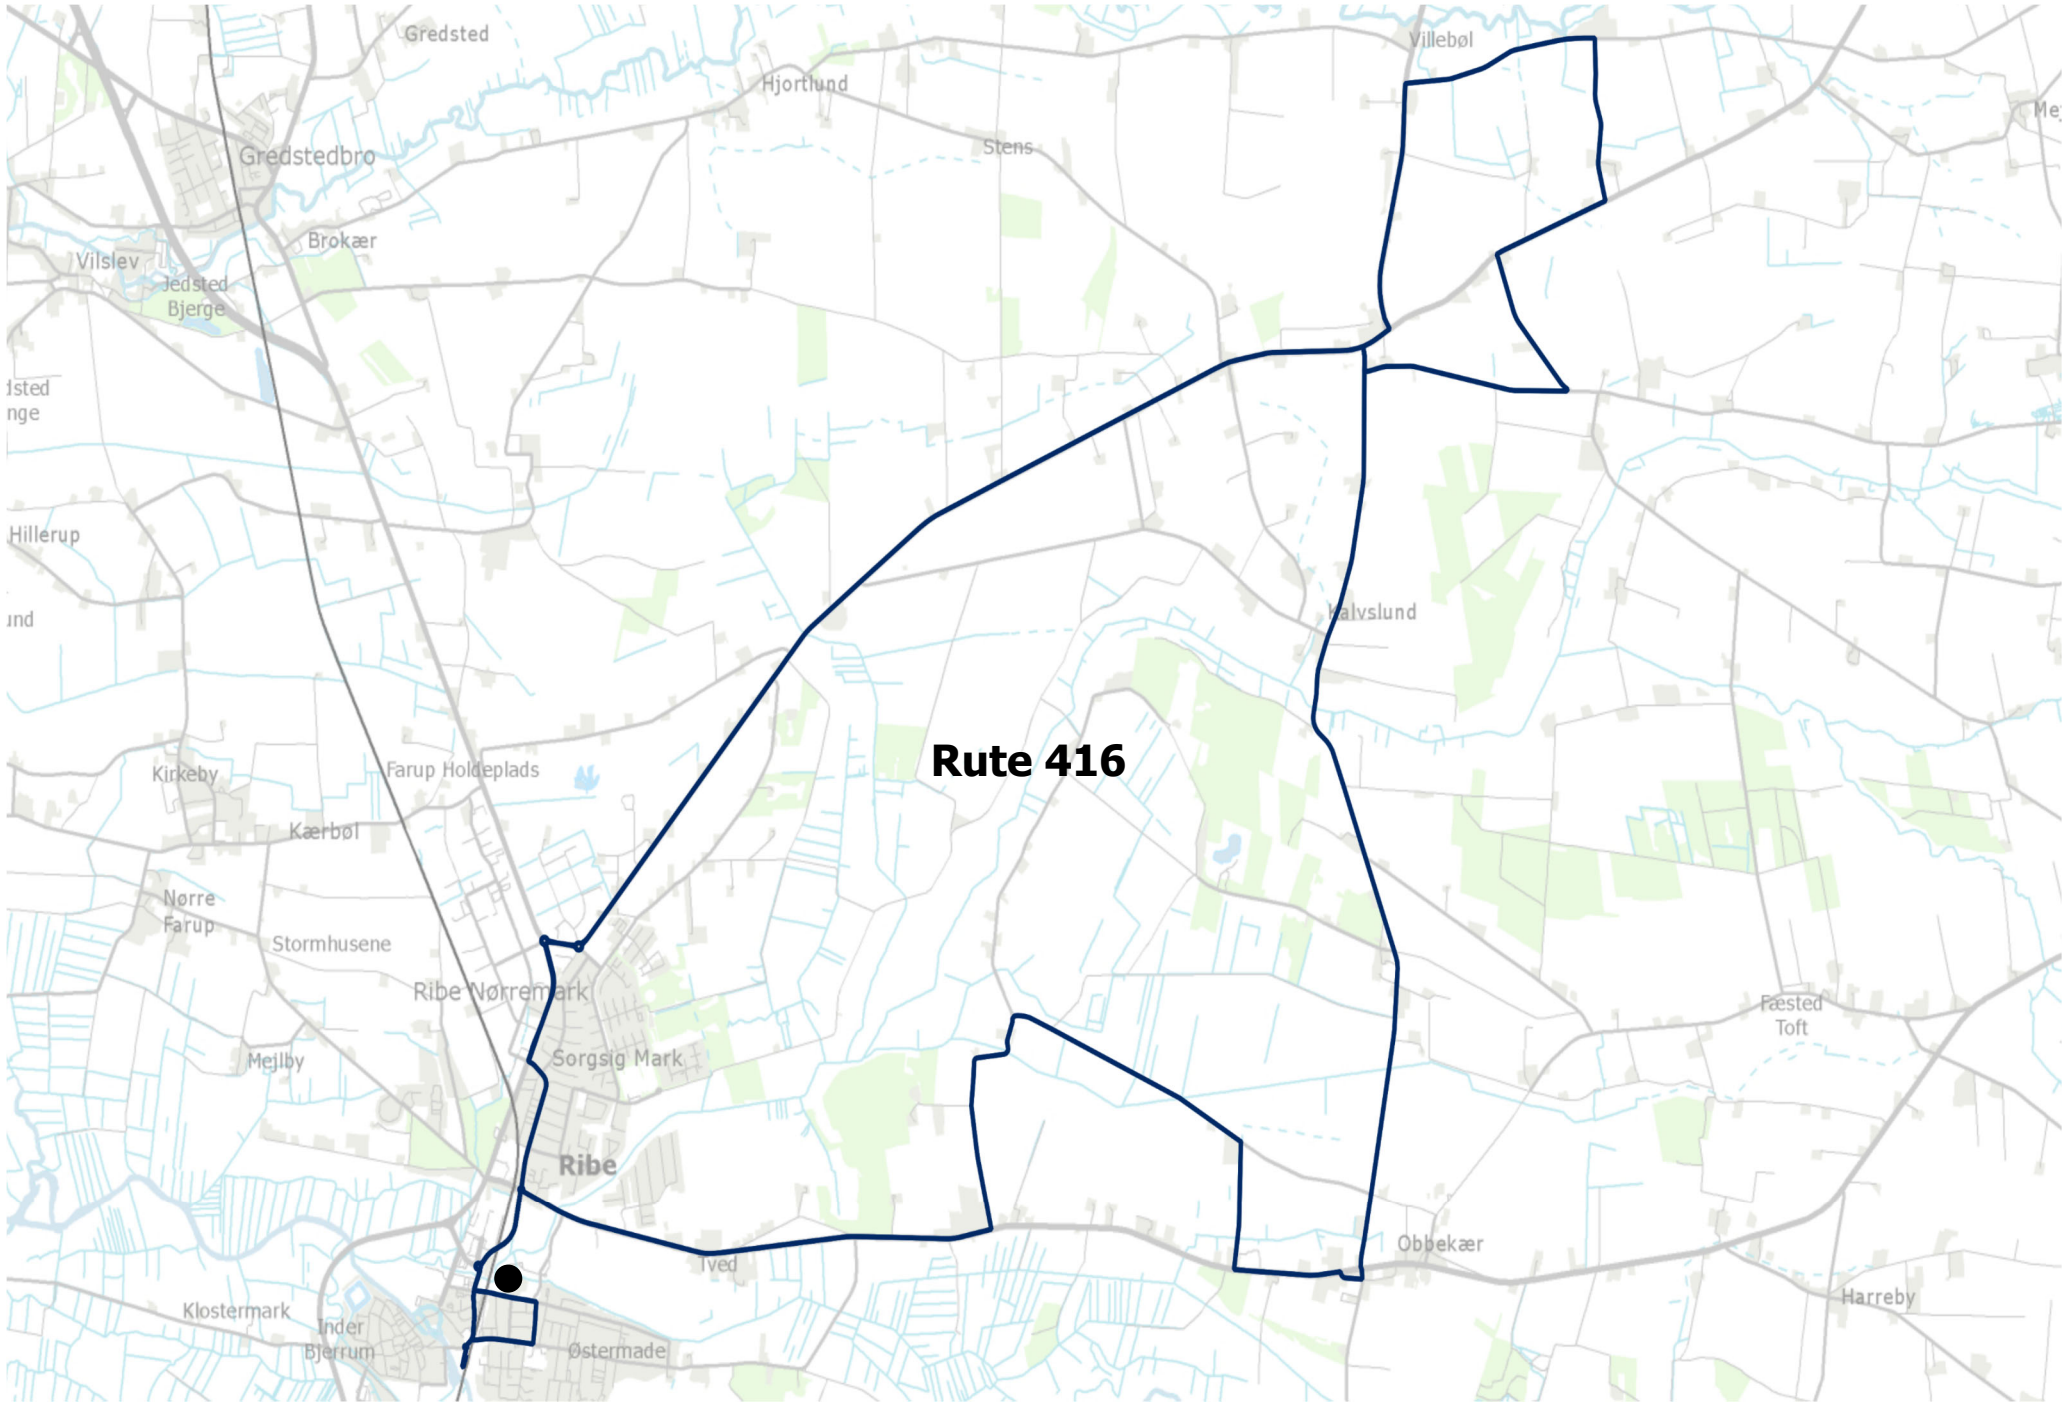 Gredsted
Villebøl
Hjortlund
Stens
Gredstedbro
Brokær
Vilslev
Jedsted
Bjerge
Hillerup
Kalvslund
Rute 416
Kirkeby
Farup Holdeplads
Kærbøl
Nørre
Farup
Stormhusene
Ribe Nørremark
Fæsted
Toft
Mejlby
Sorgsig Mark
Ribe
Obbekær
Tved
Harreby
Klostermark
Inder
Bjerrum
Østermade